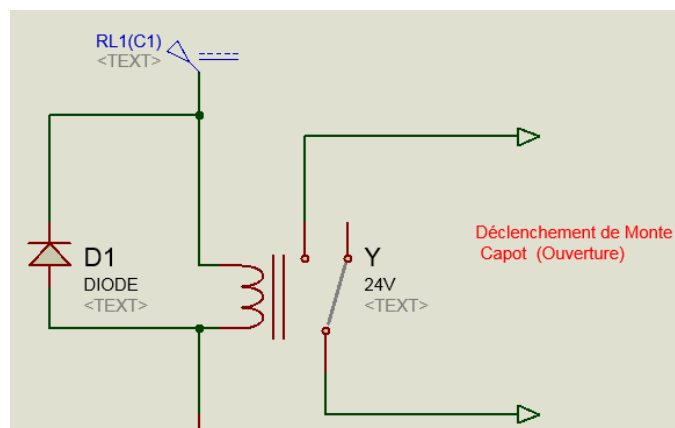 RL1(C1)
<TEXT>
D1
DIODE
<TEXT>
Y
24V
<TEXT>
Déclenchement de Monte
Capot (Ouverture)